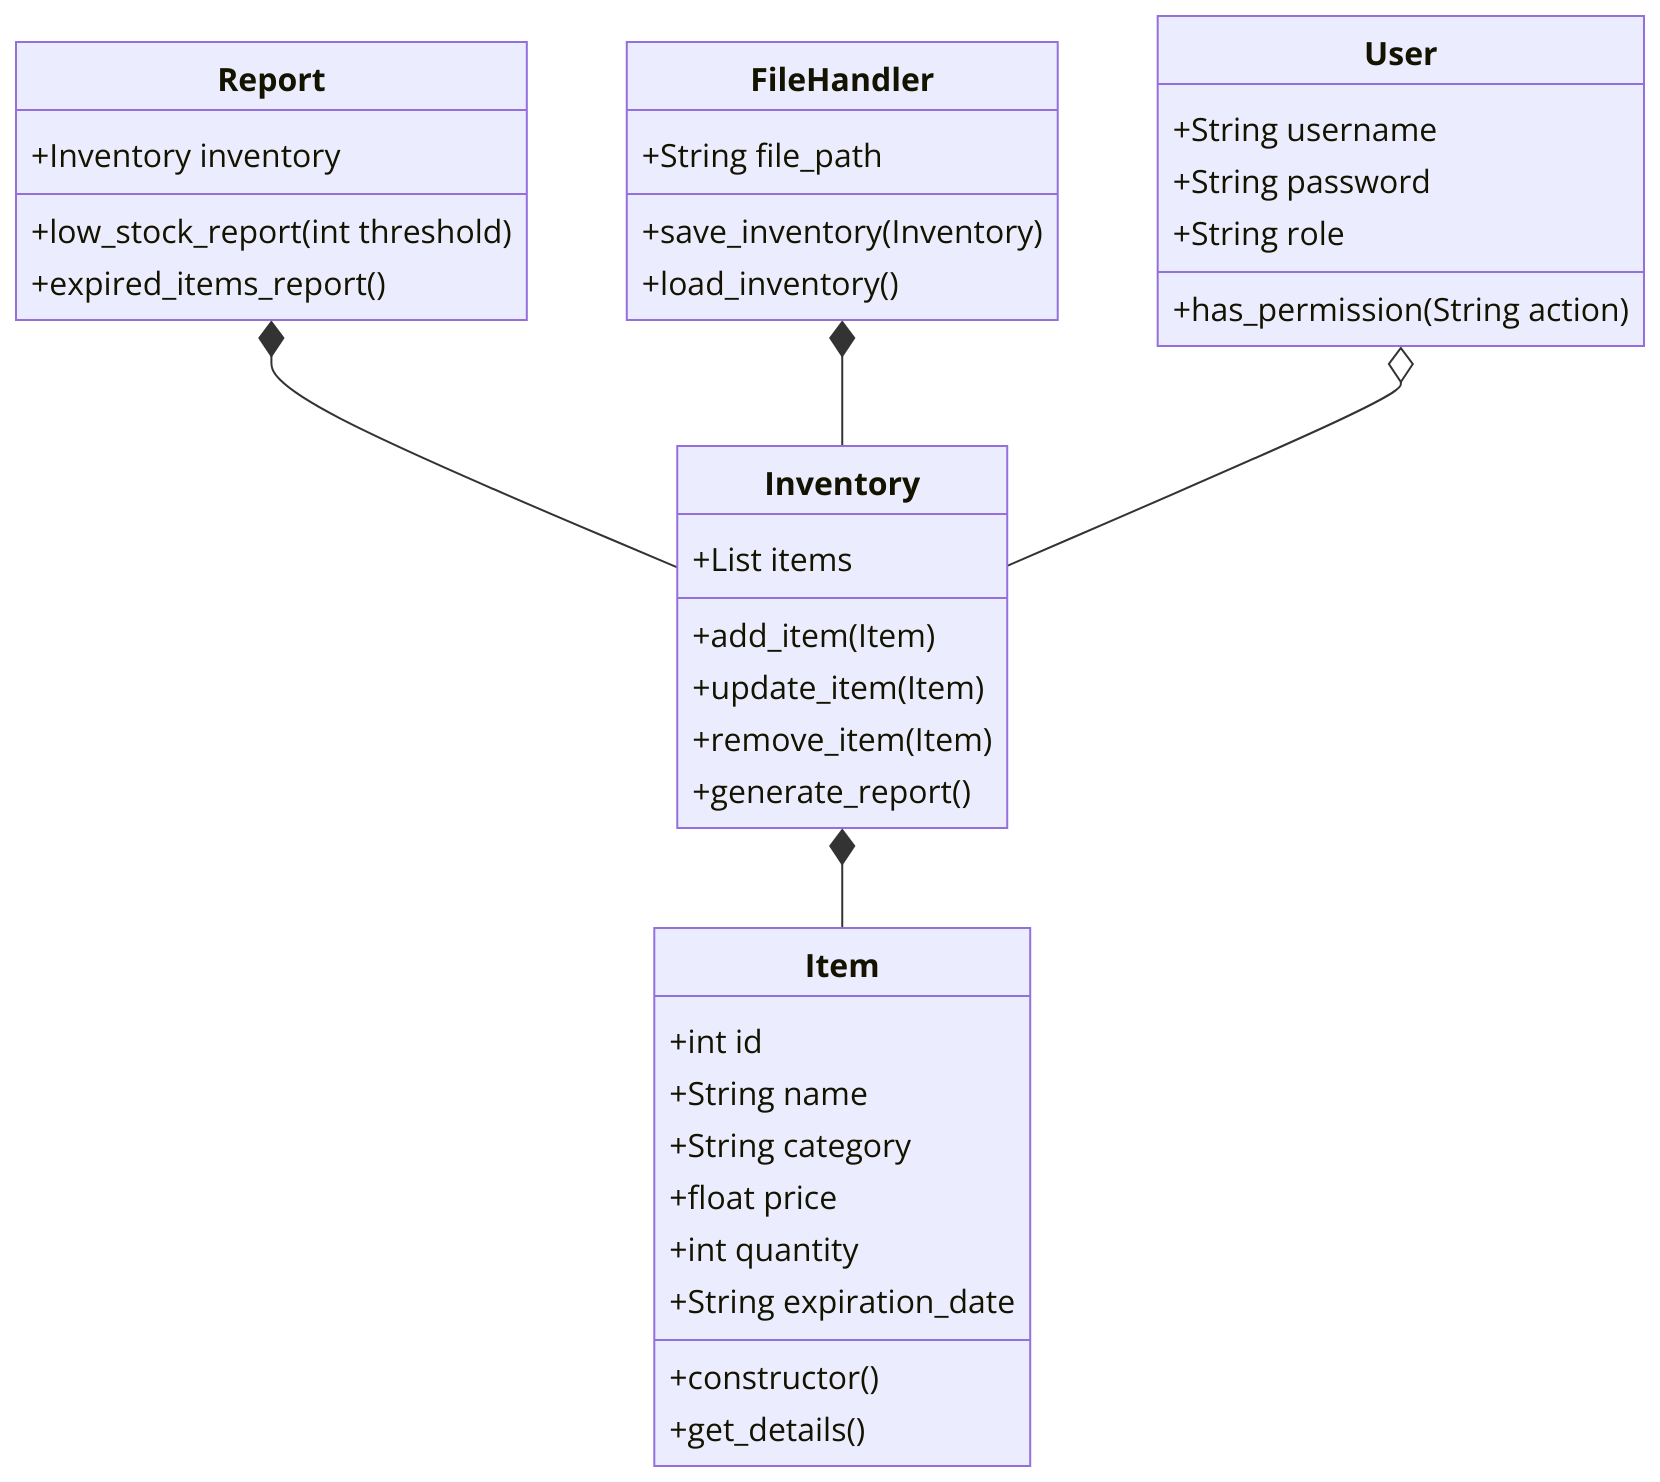 Report
+Inventory inventory
+low_stock_report(int threshold)
+expired_items_report()
FileHandler
+String file_path
+save_inventory(Inventory)
+load_inventory()
User
+String username
+String password
+String role
+has_permission(String action)
Inventory
+List items
+add_item(Item)
+update_item(Item)
+remove_item(Item)
+generate_report()
Item
+int id
+String name
+String category
+float price
+int quantity
+String expiration_date
+constructor()
+get_details()